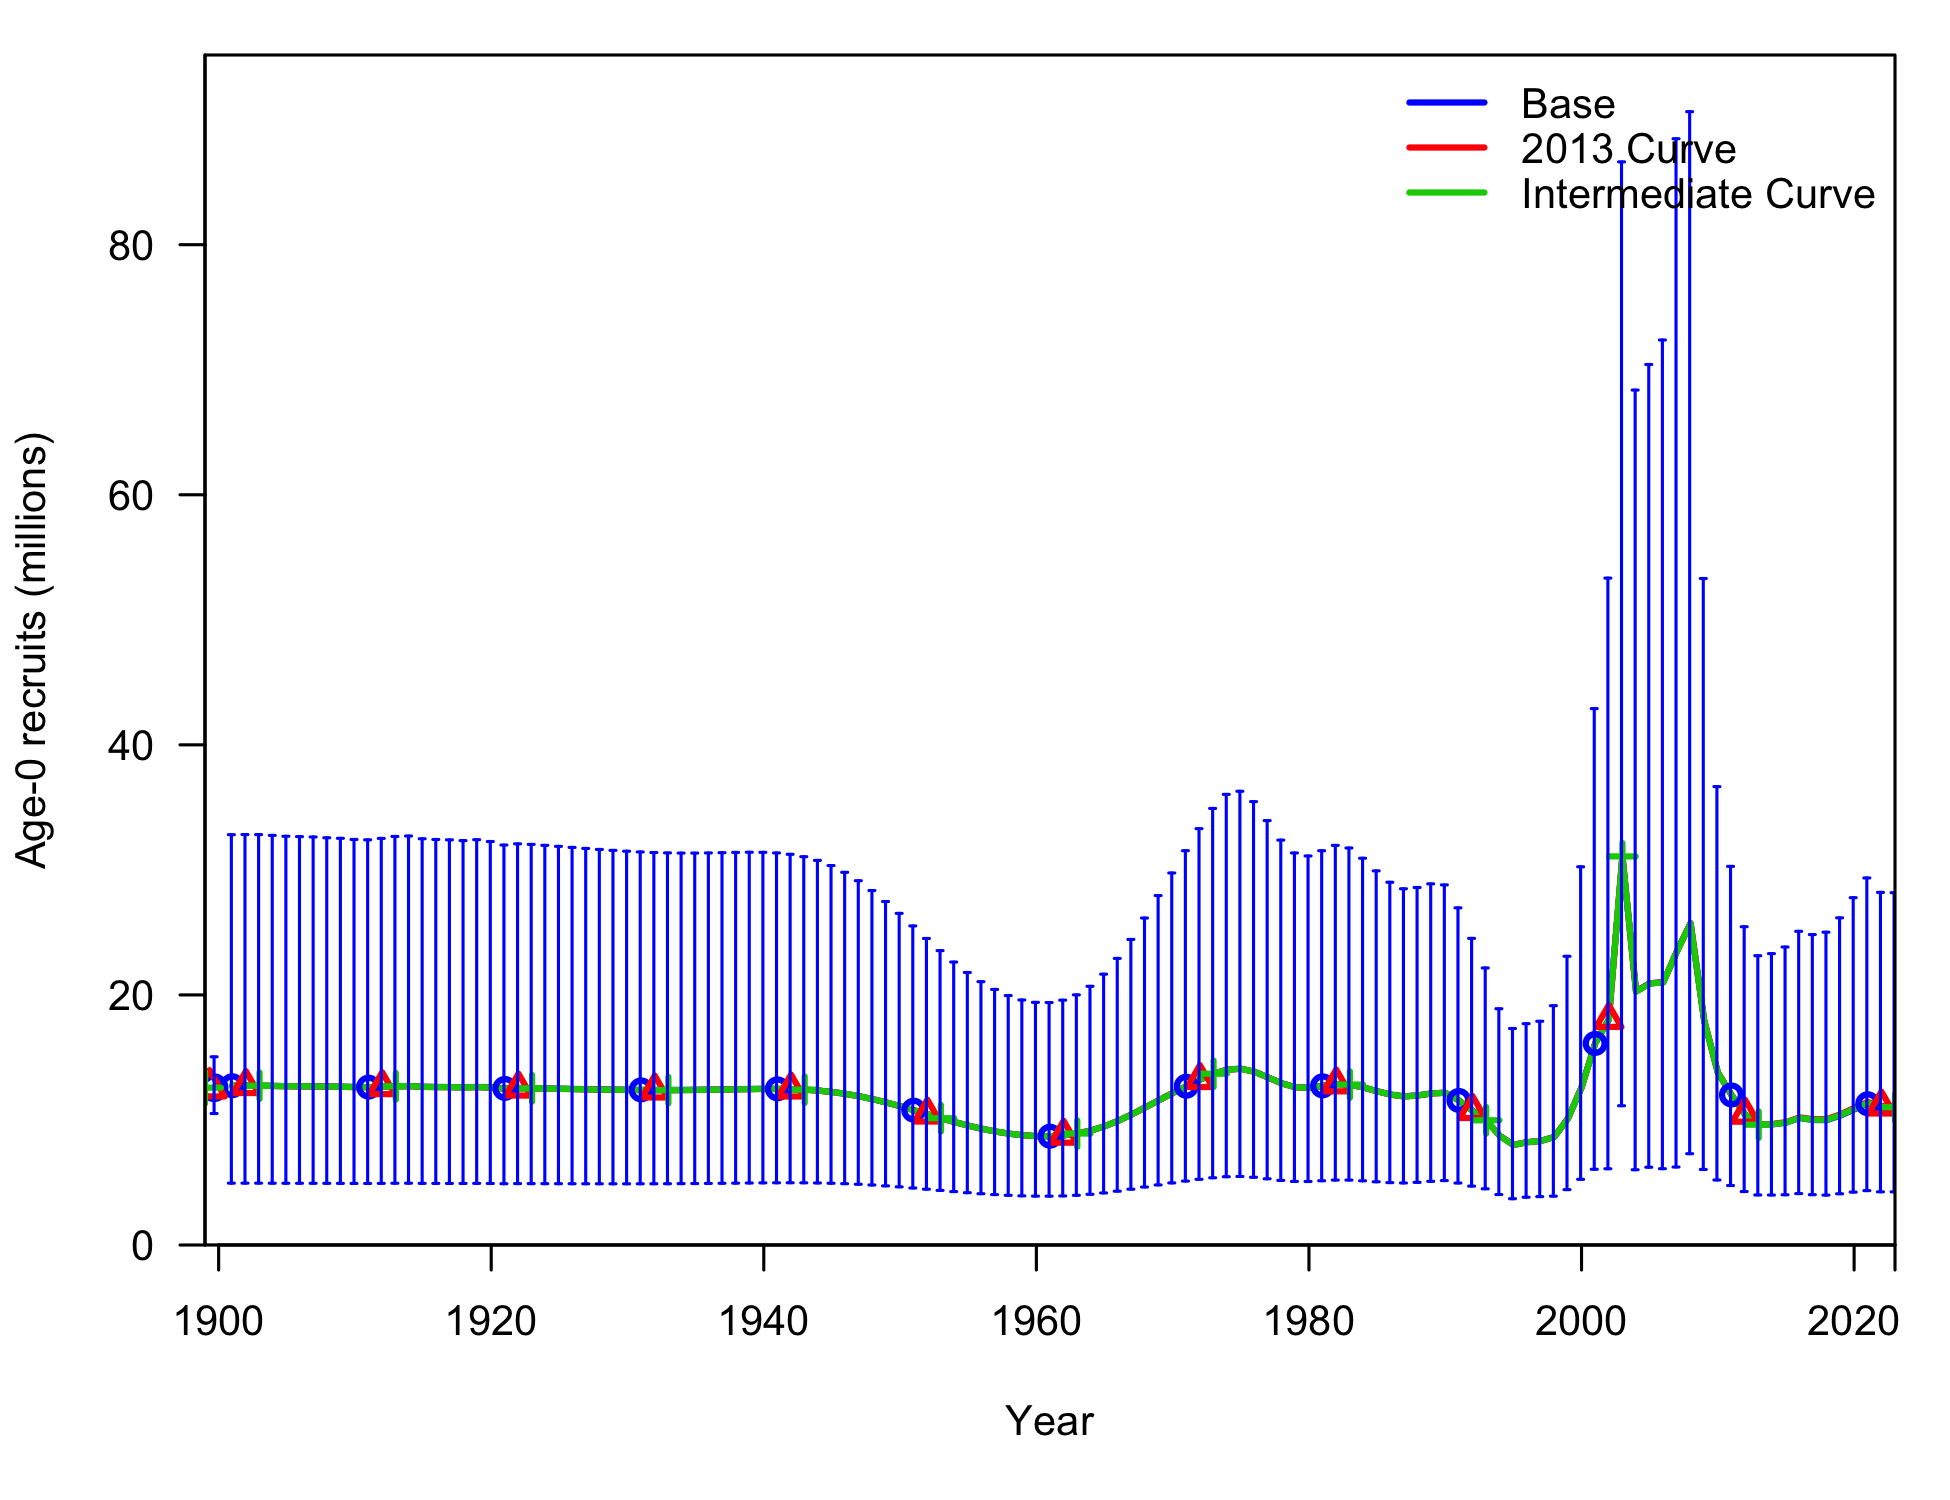 Base
2013 Curve
Intermediate Curve
80
60
40
20
0
Age-0 recruits (millions)
1900 1920 1940 1960 1980 2000 2020
Year